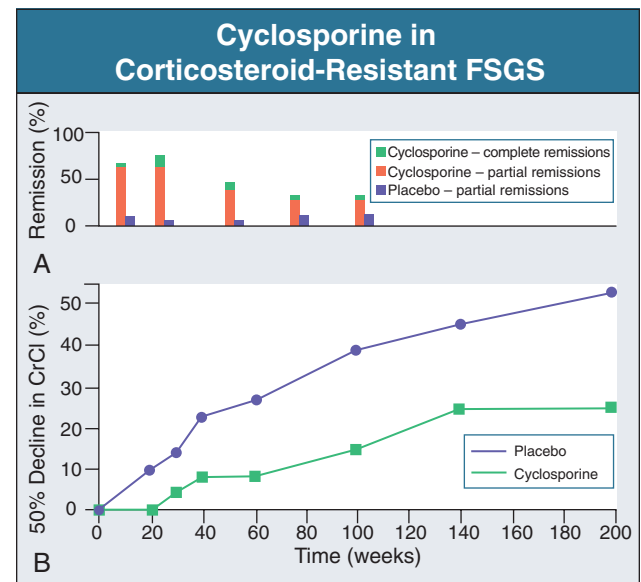 Cyclosporine in
Corticosteroid-Resistant FSGS
Remission (%)
100
50
0
Cyclosporine – complete remissions
Cyclosporine – partial remissions
Placebo – partial remissions
A
50% Decline in CrCl (%)
50
40
30
20
10
0
Placebo
Cyclosporine
0 20 40 60 80 100 120 140 160 180 200
Time (weeks)
B